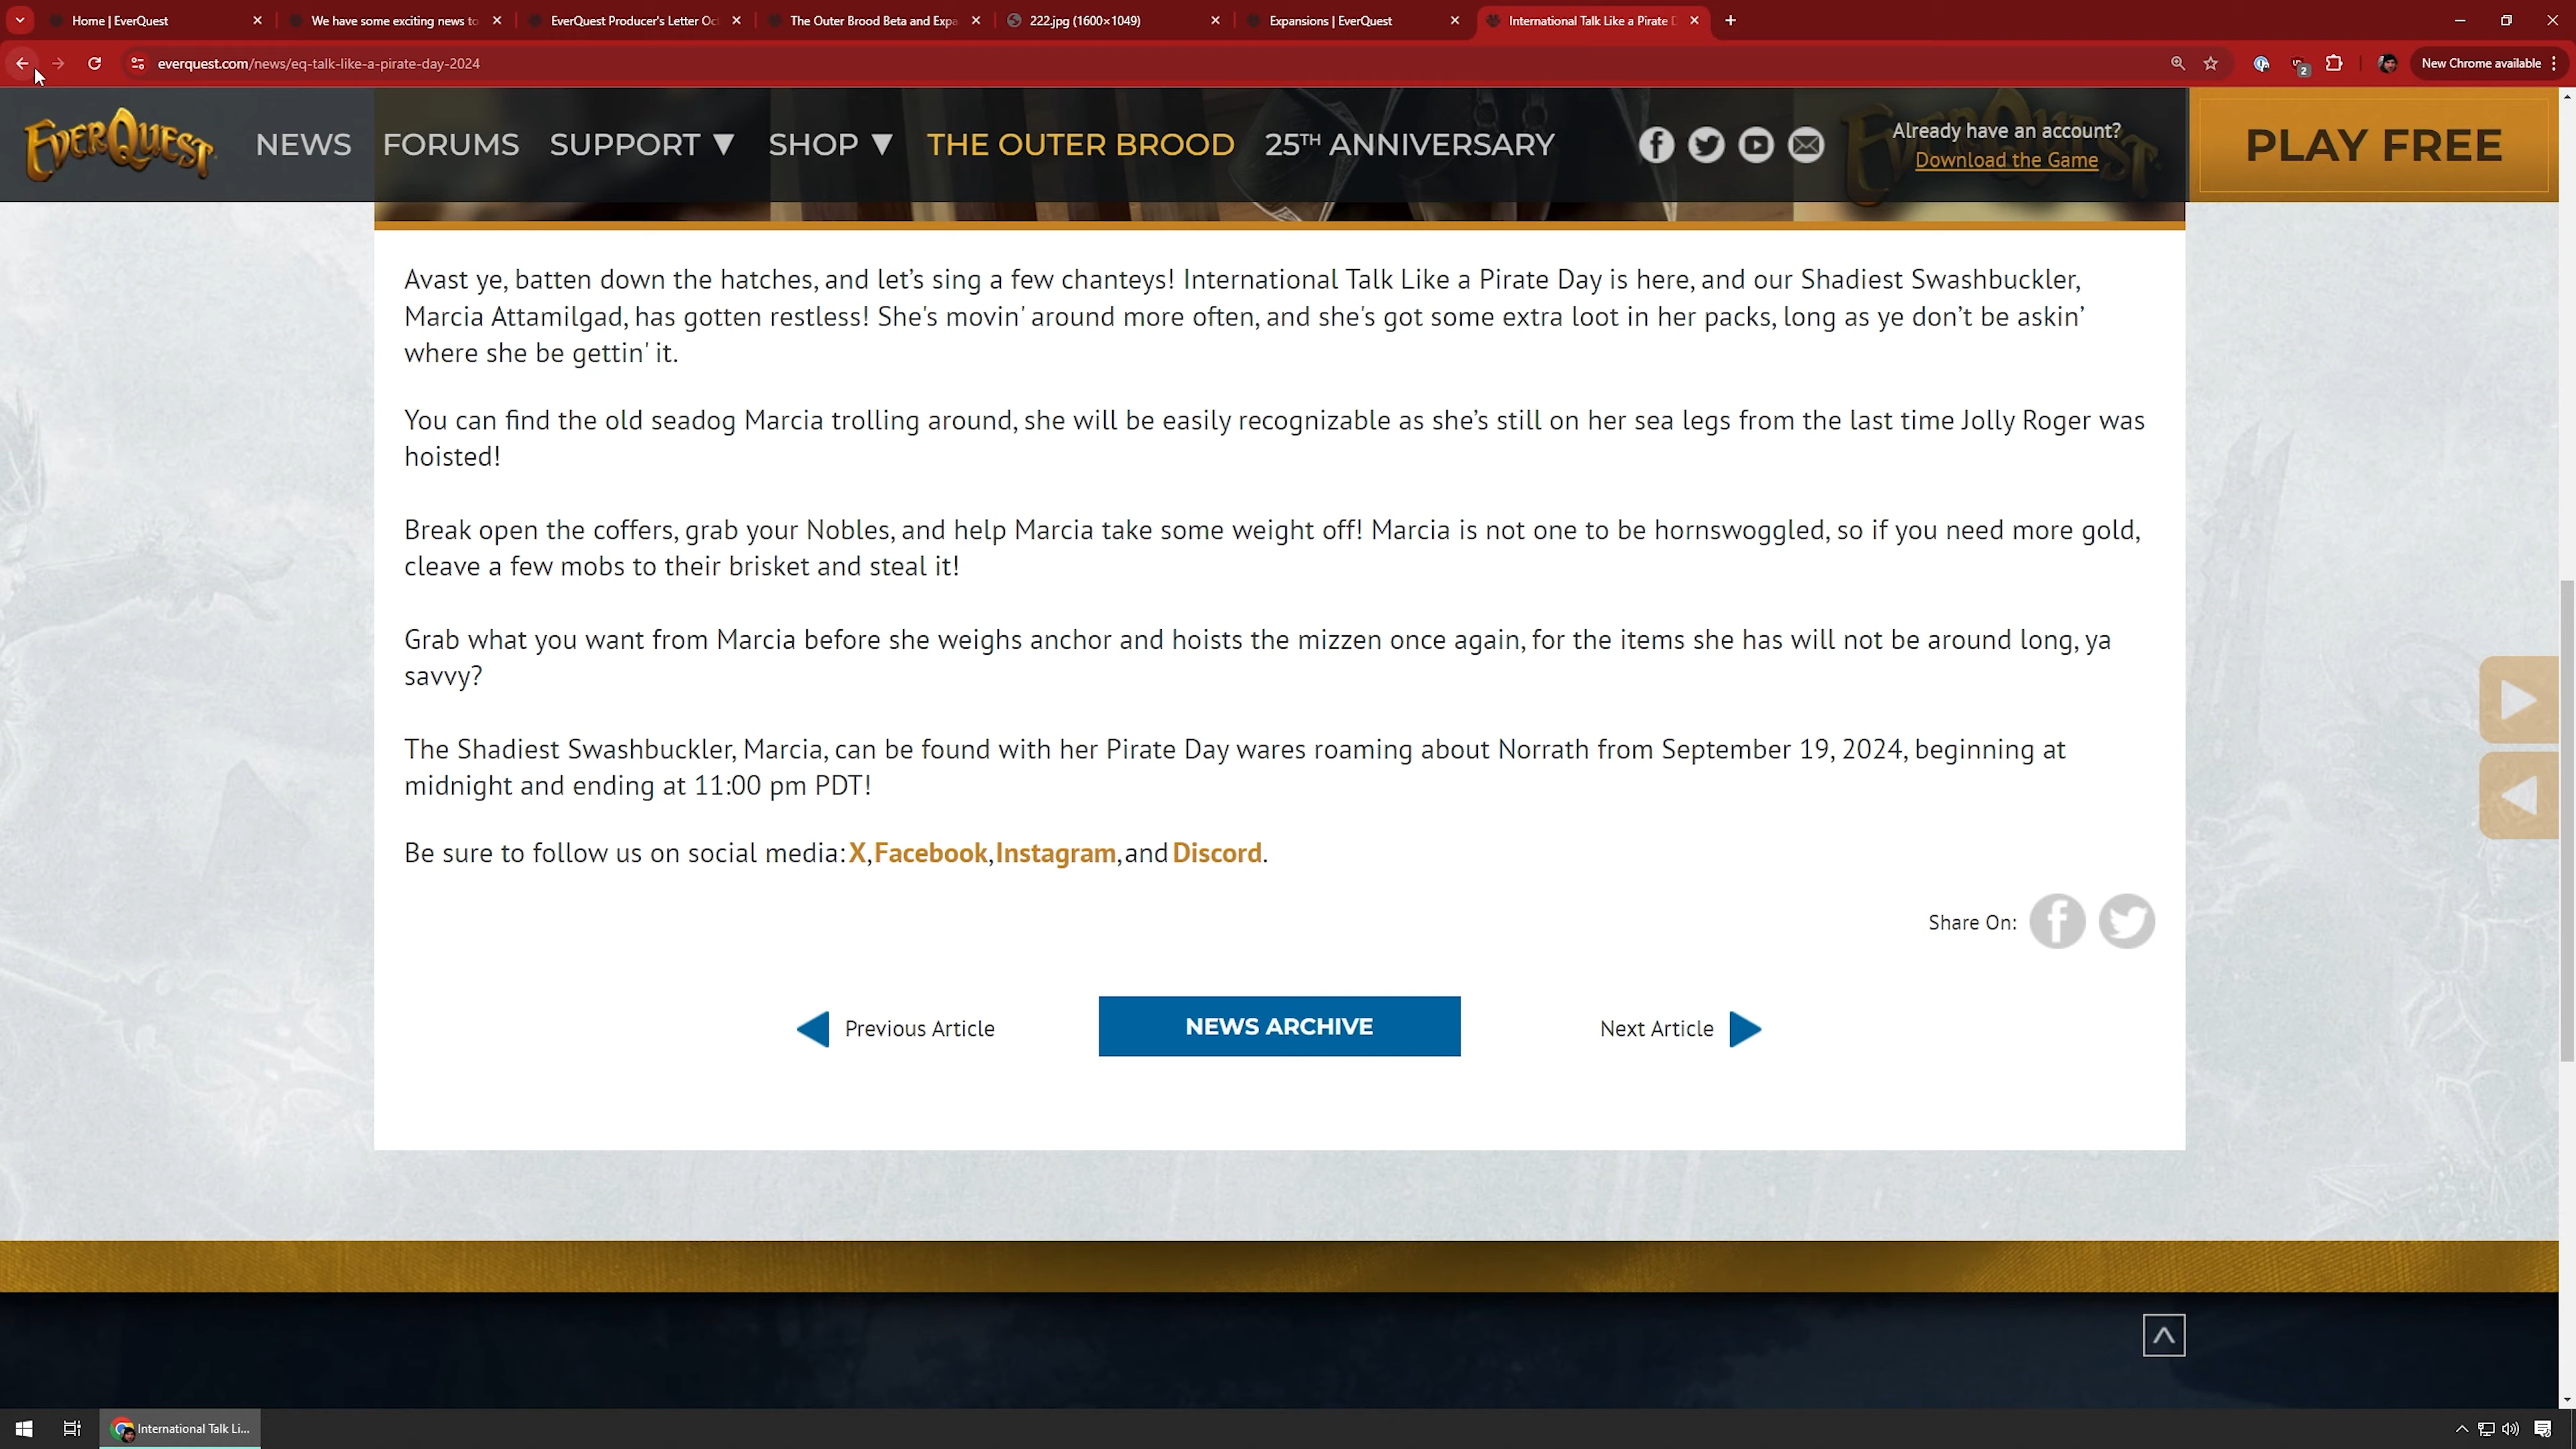 Home | EverQuest
We have some exciting news to
EverQuest Producer's Letter Oct
The Outer Brood Beta and Expa
222.jpg (1600×1049)
Expansions | EverQuest
International Talk Like a Pirate D
everquest.com/news/eq-talk-like-a-pirate-day-2024
2
New Chrome available
EVERQUEST
NEWS
FORUMS
SUPPORT ▼
SHOP ▼
THE OUTER BROOD
25TH ANNIVERSARY
Already have an account?
Download the Game
PLAY FREE
Avast ye, batten down the hatches, and let’s sing a few chanteys! International Talk Like a Pirate Day is here, and our Shadiest Swashbuckler,
Marcia Attamilgad, has gotten restless! She's movin' around more often, and she's got some extra loot in her packs, long as ye don’t be askin’
where she be gettin' it.
You can find the old seadog Marcia trolling around, she will be easily recognizable as she’s still on her sea legs from the last time Jolly Roger was
hoisted!
Break open the coffers, grab your Nobles, and help Marcia take some weight off! Marcia is not one to be hornswoggled, so if you need more gold,
cleave a few mobs to their brisket and steal it!
Grab what you want from Marcia before she weighs anchor and hoists the mizzen once again, for the items she has will not be around long, ya
savvy?
The Shadiest Swashbuckler, Marcia, can be found with her Pirate Day wares roaming about Norrath from September 19, 2024, beginning at
midnight and ending at 11:00 pm PDT!
Be sure to follow us on social media: X, Facebook, Instagram, and Discord.
Share On:
Previous Article
NEWS ARCHIVE
Next Article
International Talk Li...